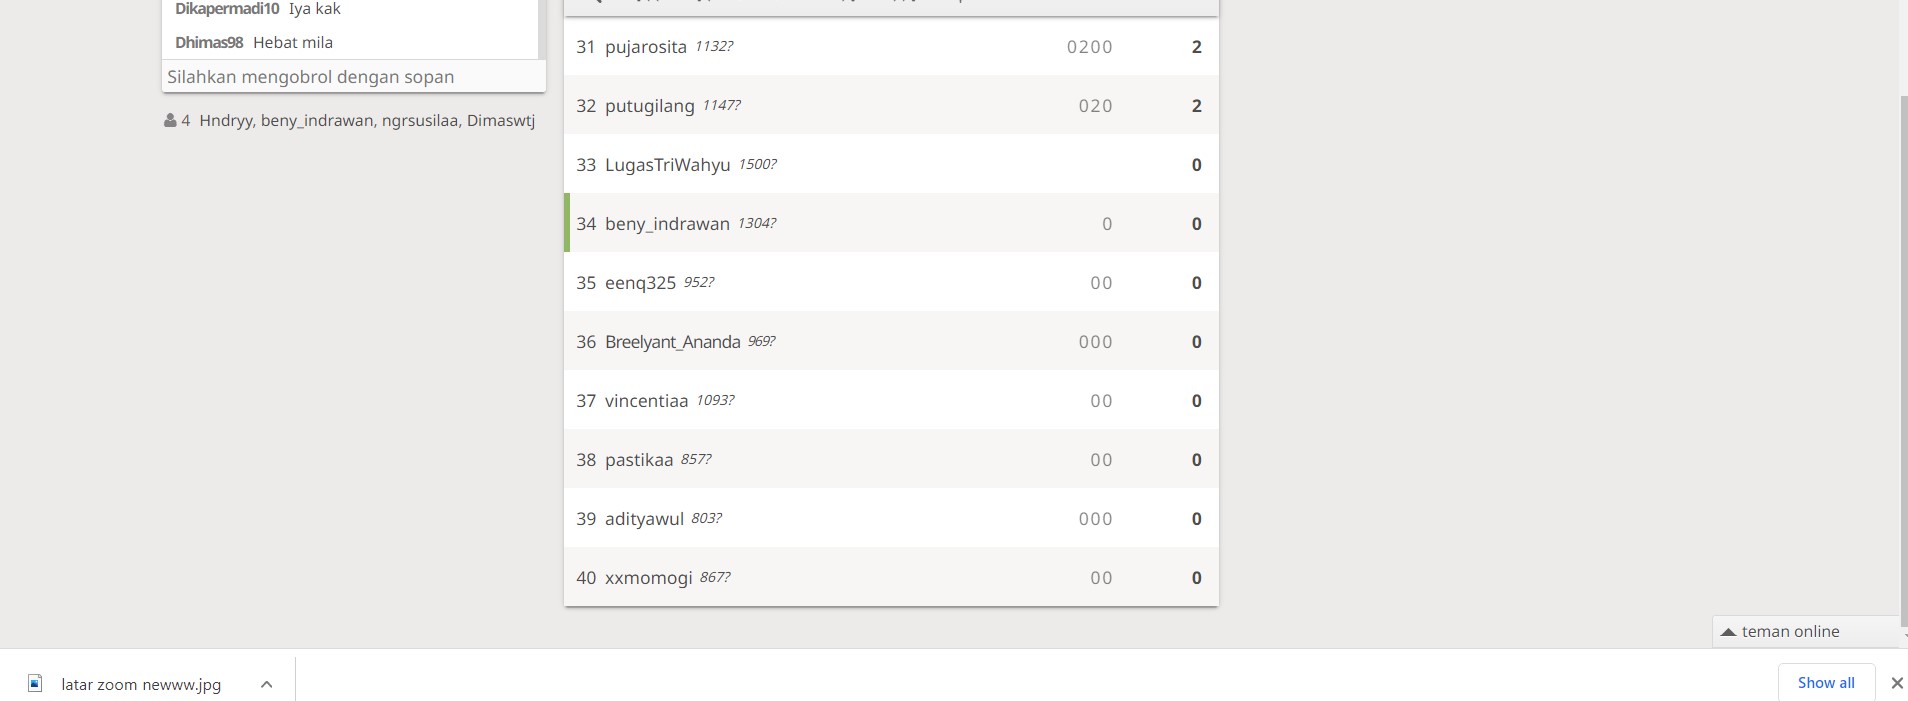 Dikapermadi10 Iya kak
Dhimas98 Hebat mila
Silahkan mengobrol dengan sopan
4 Hndryy, beny_indrawan, ngrsusilaa, Dimaswtj
31 pujarosita 1132? 0200 2
32 putugilang 1147? 020 2
33 LugasTriWahyu 1500? 0
34 beny_indrawan 1304? 0 0
35 eenq325 952? 00 0
36 Breelyant_Ananda 969? 000 0
37 vincentiaa 1093? 00 0
38 pastikaa 857? 00 0
39 adityawul 803? 000 0
40 xxmomogi 867? 00 0
teman online
latar zoom newww.jpg
Show all